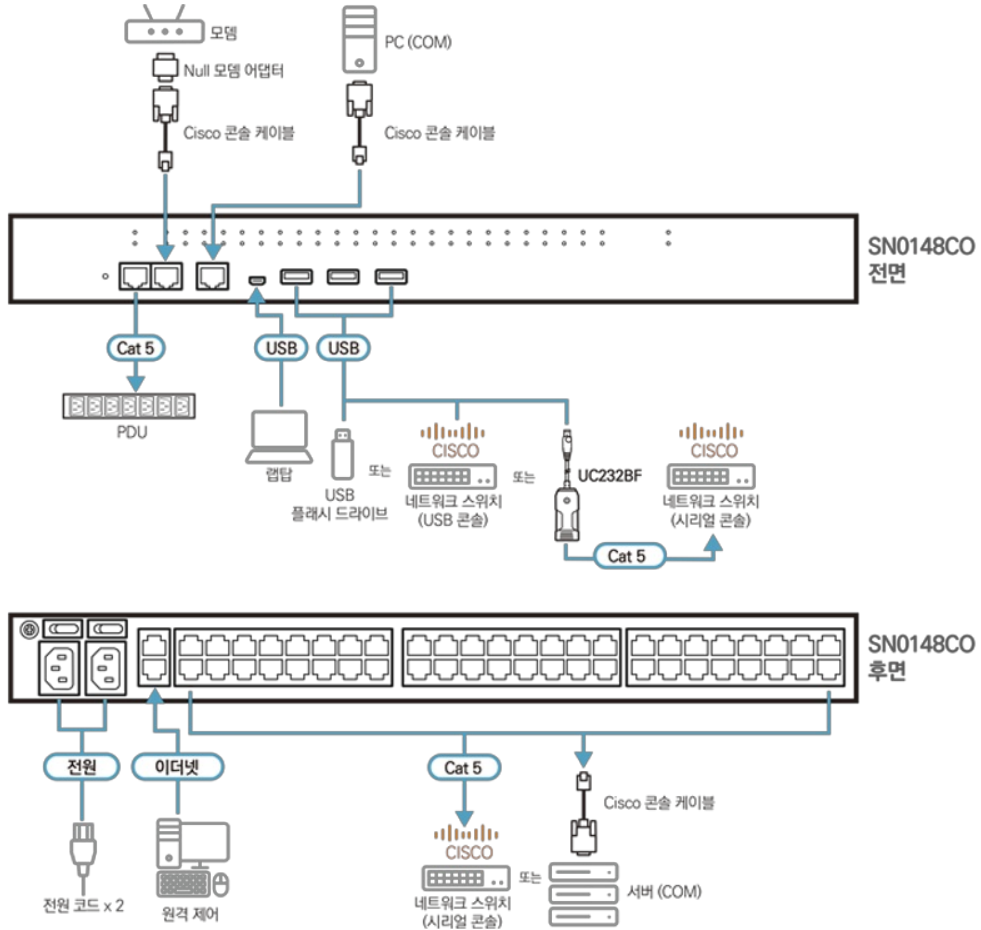 모뎀
PC (COM)
Null 모뎀 어댑터
Cisco 콘솔 케이블
Cisco 콘솔 케이블
SN0148CO
전면
Cat 5
USB
USB
PDU
랩탑
USB
플래시 드라이브
또는
CISCO
네트워크 스위치
(USB 콘솔)
또는
UC232BF
CISCO
네트워크 스위치
(시리얼 콘솔)
Cat 5
SN0148CO
후면
전원
이더넷
Cat 5
Cisco 콘솔 케이블
전원 코드 x 2
원격 제어
CISCO
네트워크 스위치
(시리얼 콘솔)
또는
서버 (COM)